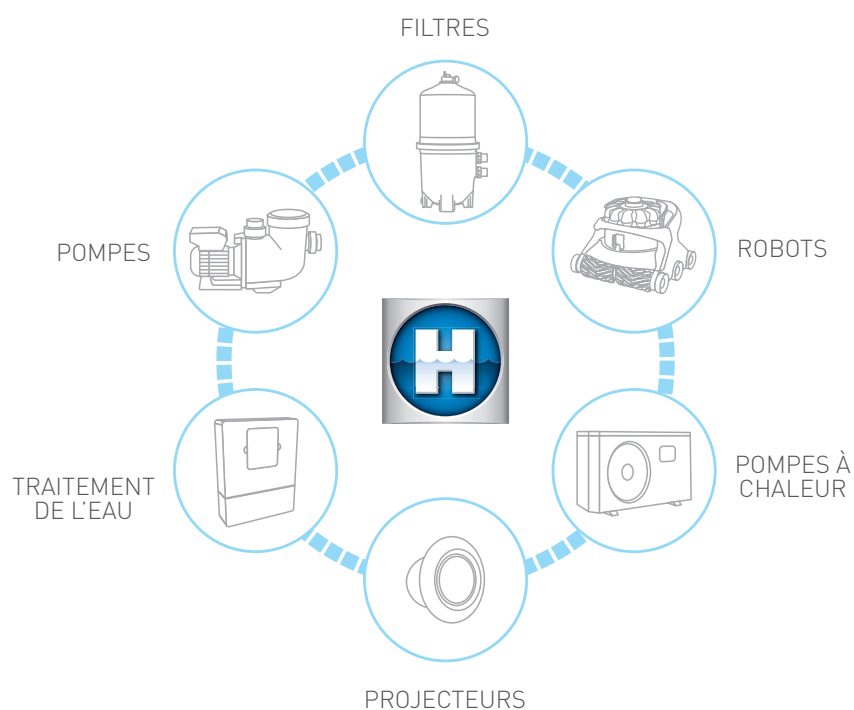 FILTRES
POMPES
ROBOTS
H
TRAITEMENT
DE L'EAU
POMPES À
CHALEUR
PROJECTEURS